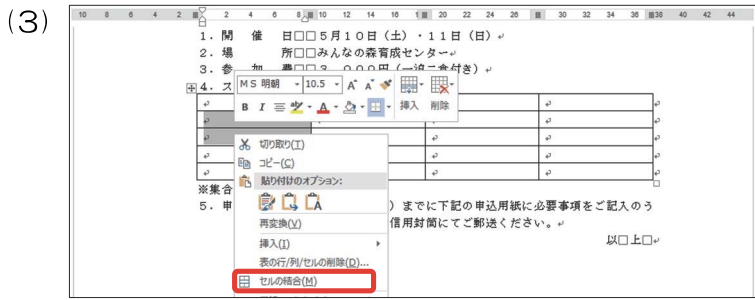 (3)
10 8 6 4 2 2 4 6 8 10 12 14 16 18 20 22 24 26 28 30 32 34 36 38 40 42 44
1．開　催　日□□５月１０日（土）・１１日（日）
2．場　　　所□□みんなの森育成センター
3．参　加　費□□３，０００円（一泊二食付き）
4．ス
ＭＳ 明朝 10.5 A A
B I A 挿入 削除
切り取り(T)
コピー(C)
貼り付けのオプション:
※集合
5．申 ）までに下記の申込用紙に必要事項をご記入のう
再変換(V) 信用封筒にてご郵送ください。
挿入(I) 以□上□
表の行/列/セルの削除(D)...
セルの結合(M)